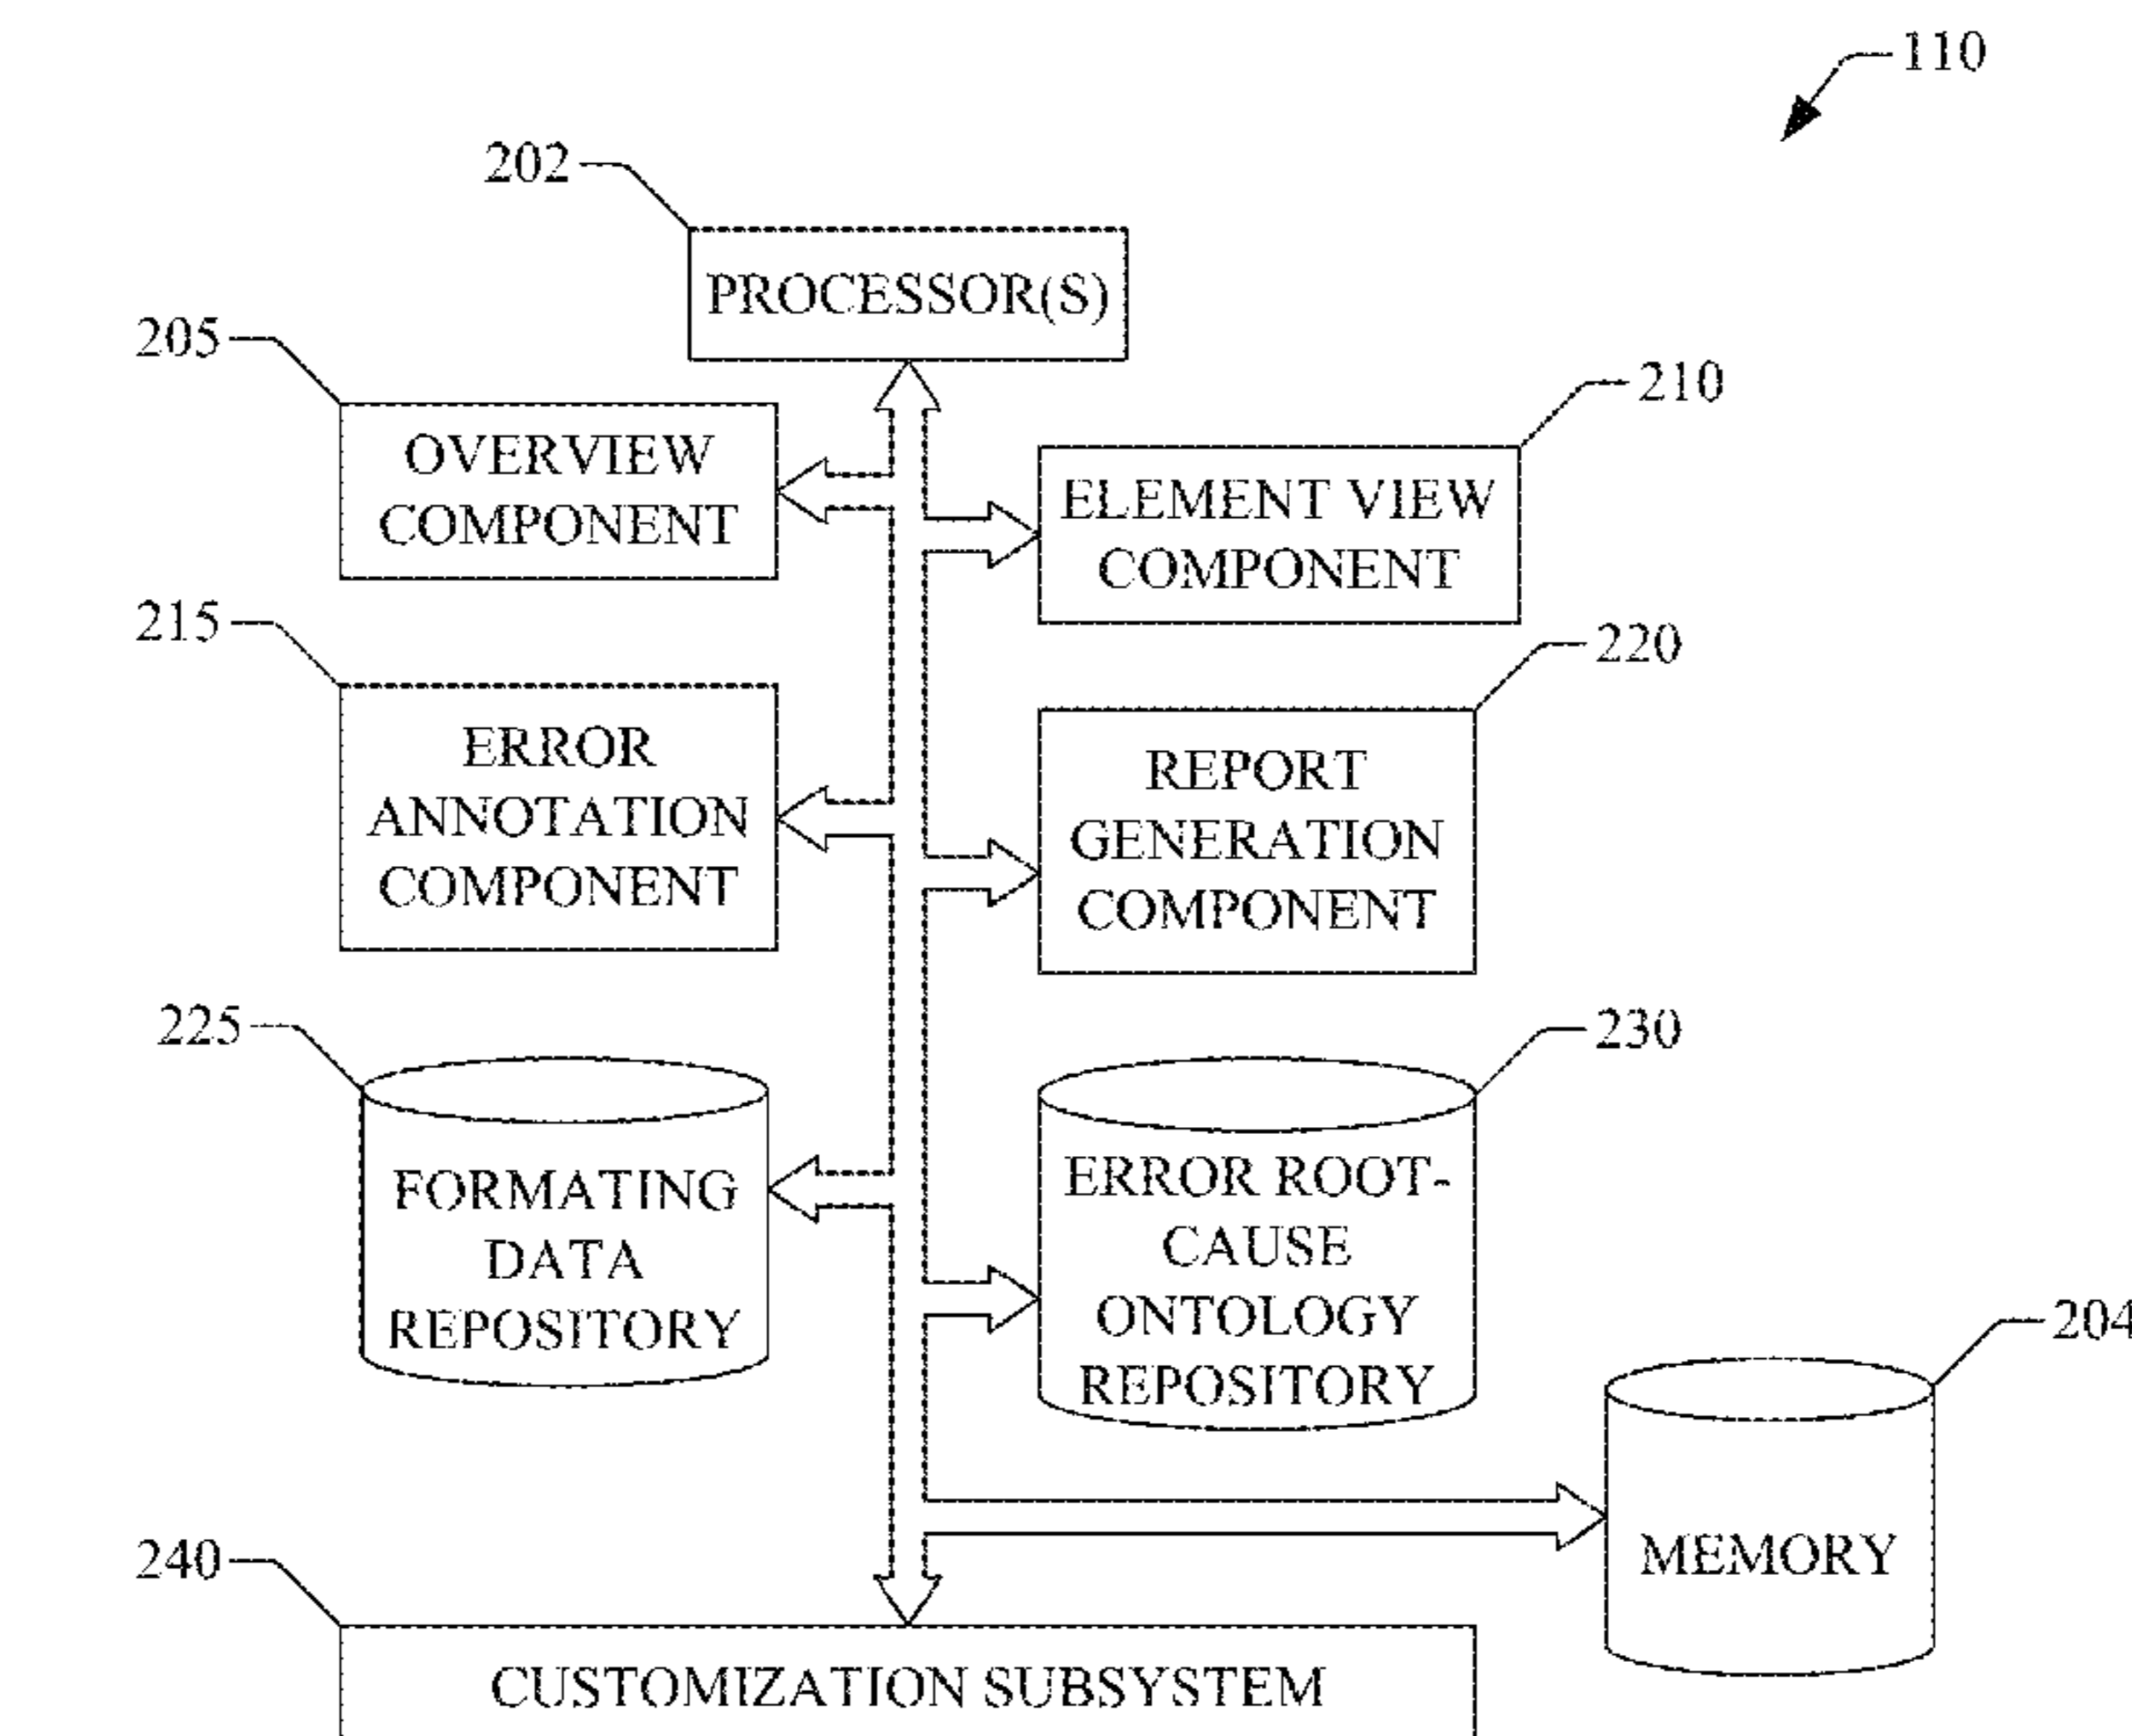 110
202
PROCESSOR(S)
205
OVERVIEW
COMPONENT
210
ELEMENT VIEW
COMPONENT
215
ERROR
ANNOTATION
COMPONENT
220
REPORT
GENERATION
COMPONENT
225
FORMATING
DATA
REPOSITORY
230
ERROR ROOT-
CAUSE
ONTOLOGY
REPOSITORY
204
MEMORY
240
CUSTOMIZATION SUBSYSTEM